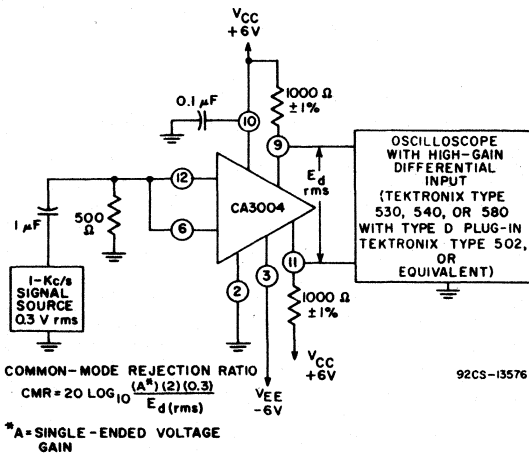 VCC
+6V
1000 Ω
±1%
0.1 μF
10
9
12
6
CA3004
Ed
rms
OSCILLOSCOPE
WITH HIGH-GAIN
DIFFERENTIAL
INPUT
(TEKTRONIX TYPE
530, 540, OR 580
WITH TYPE D PLUG-IN
TEKTRONIX TYPE 502,
OR
EQUIVALENT)
1 μF
500
Ω
2
3
11
1-Kc/s
SIGNAL
SOURCE
0.3 V rms
1000 Ω
±1%
VCC
+6V
VEE
-6V
92CS-13576
COMMON-MODE REJECTION RATIO
CMR = 20 LOG10 (A*)(2)(0.3) / Ed(rms)
*A = SINGLE-ENDED VOLTAGE
GAIN